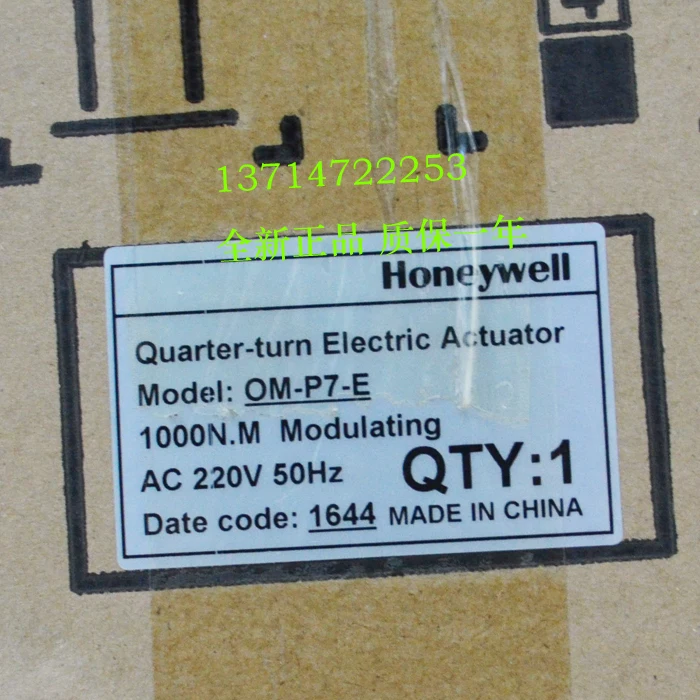 13714722253
全新正品 质保一年
Honeywell
Quarter-turn Electric Actuator
Model: OM-P7-E
1000N.M Modulating
AC 220V 50Hz
QTY:1
Date code: 1644 MADE IN CHINA